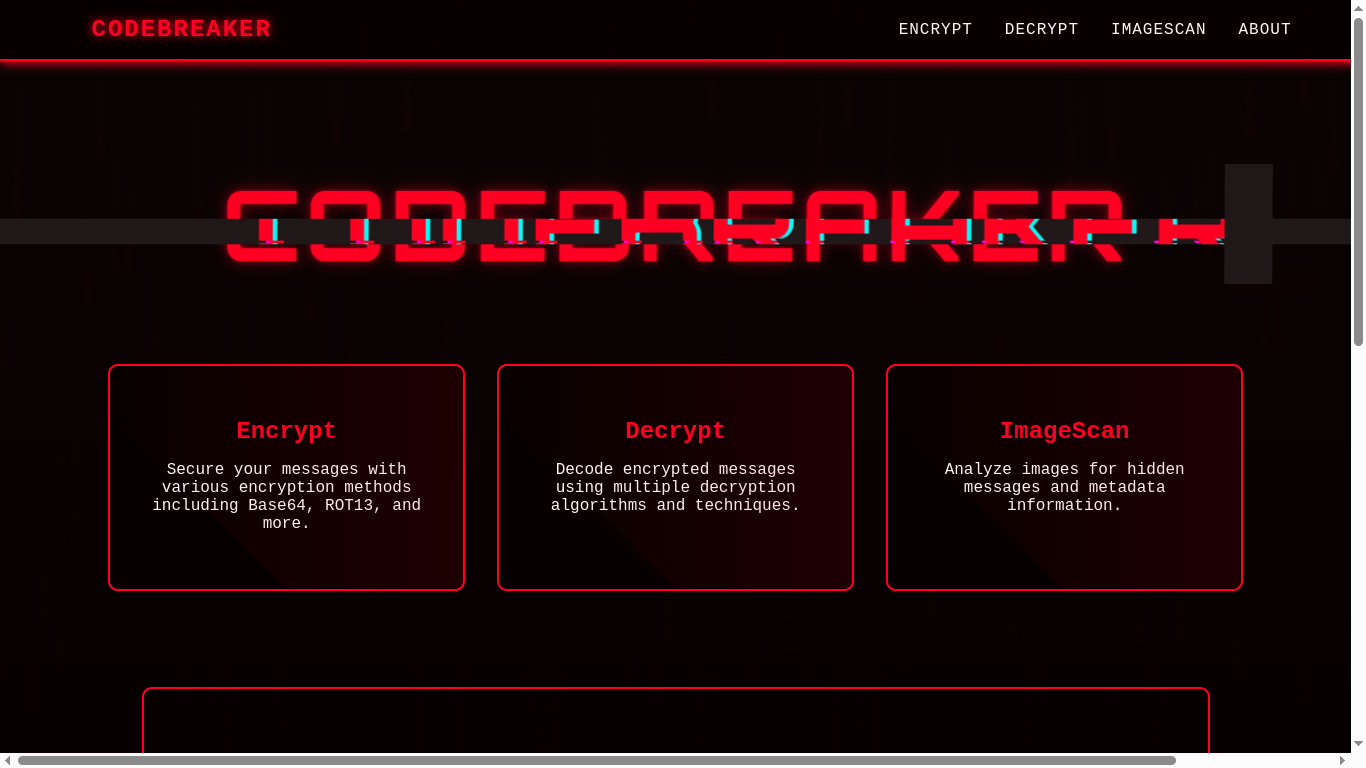 CODEBREAKER
ENCRYPT DECRYPT IMAGESCAN ABOUT
CODEBREAKER
Encrypt
Secure your messages with
various encryption methods
including Base64, ROT13, and
more.
Decrypt
Decode encrypted messages
using multiple decryption
algorithms and techniques.
ImageScan
Analyze images for hidden
messages and metadata
information.